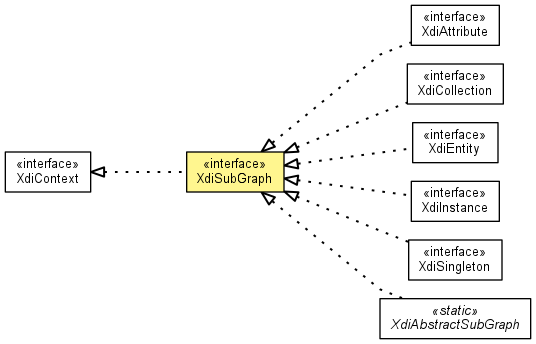 «interface»
XdiContext
«interface»
XdiSubGraph
«interface»
XdiAttribute
«interface»
XdiCollection
«interface»
XdiEntity
«interface»
XdiInstance
«interface»
XdiSingleton
«static»
XdiAbstractSubGraph